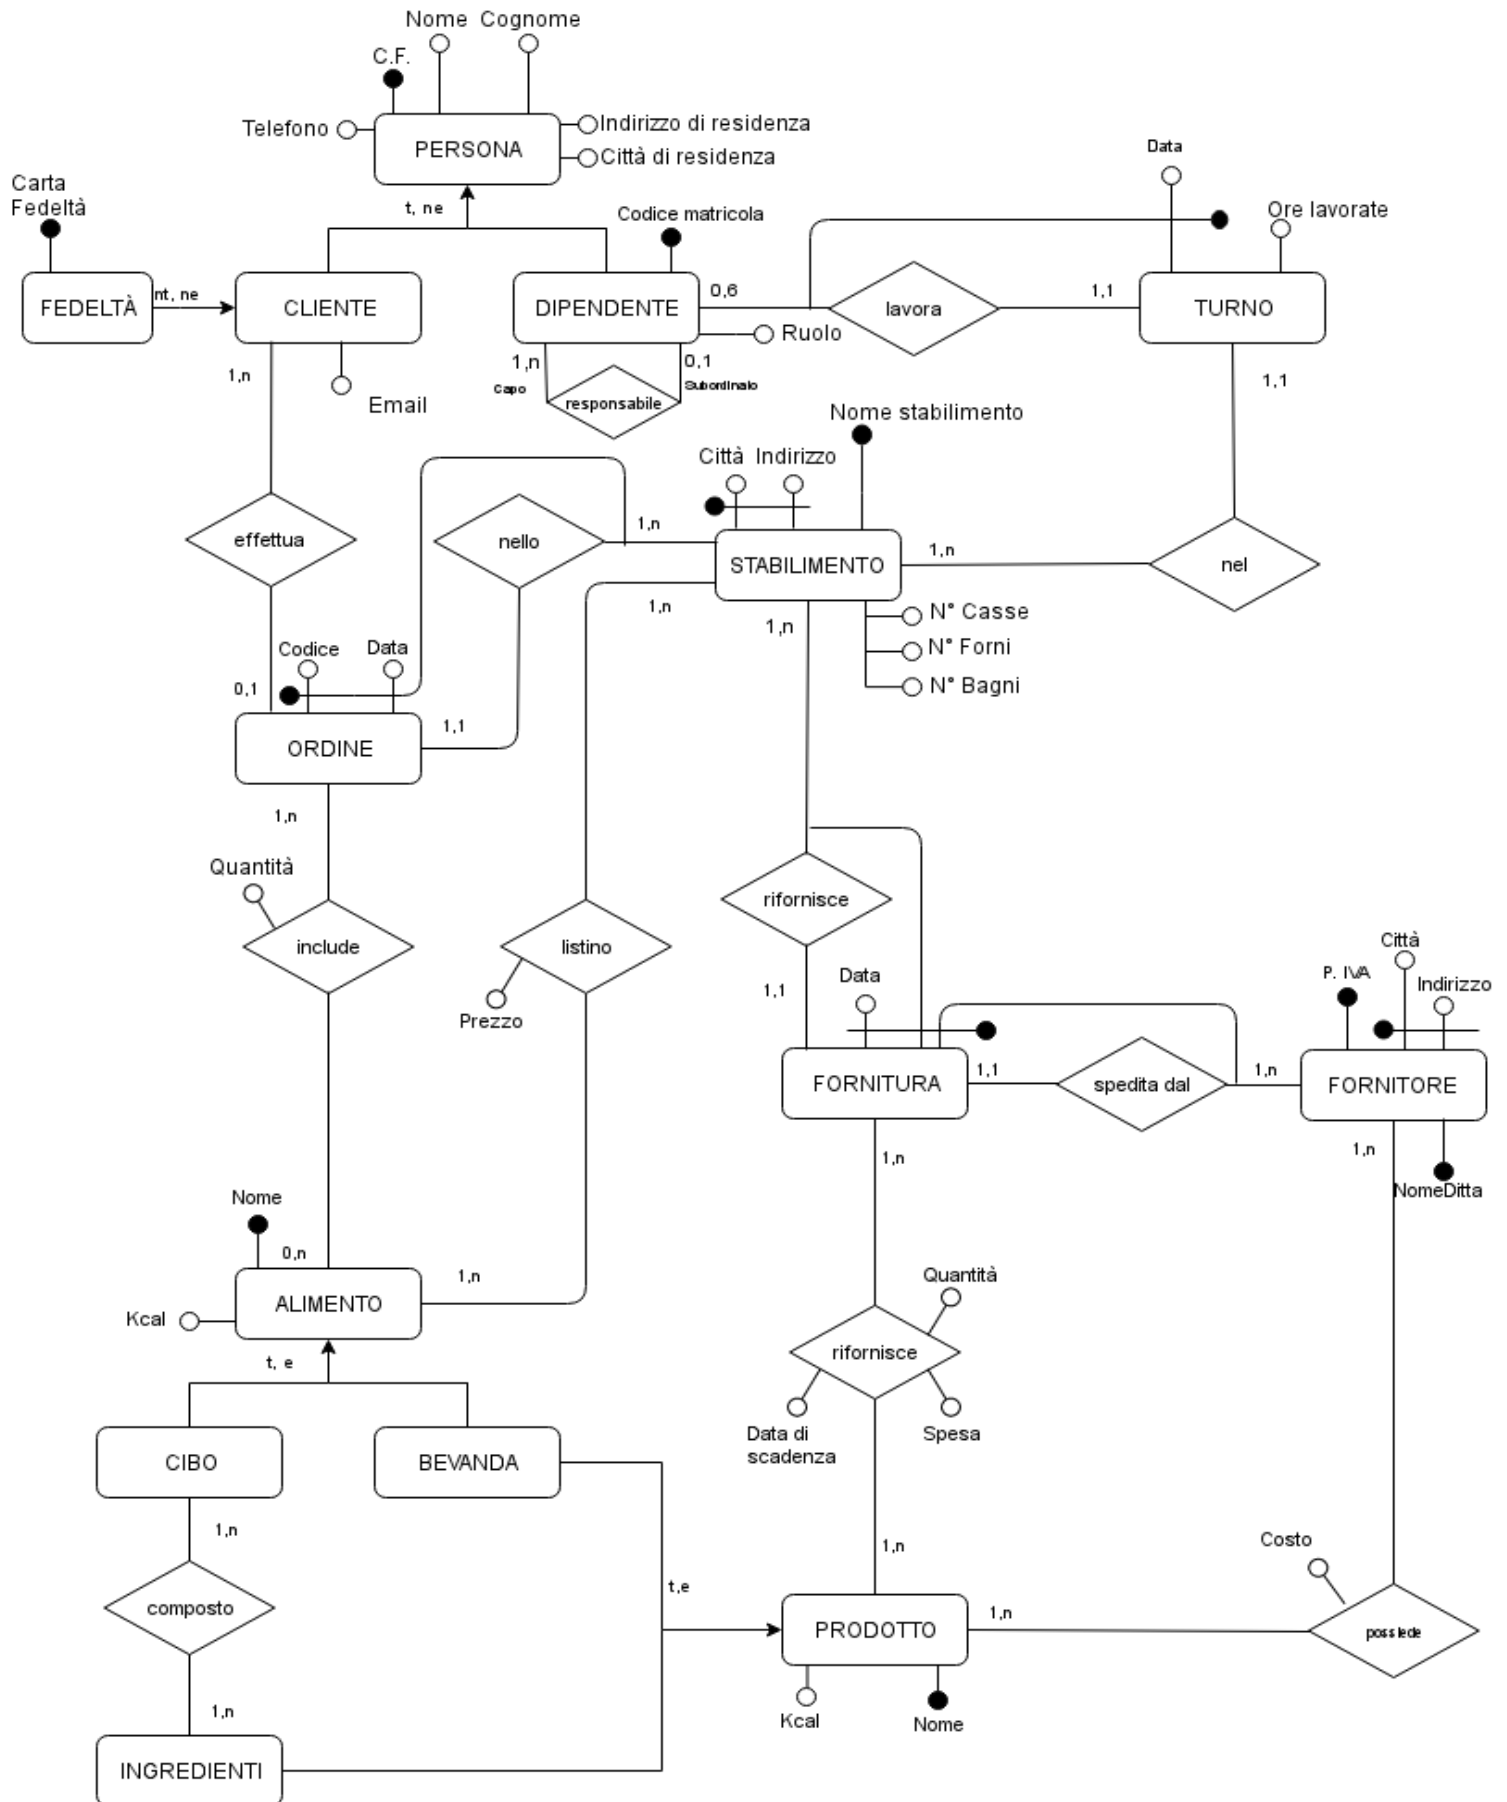 Nome Cognome
C.F.
Telefono
Indirizzo di residenza
PERSONA
Città di residenza
Data
Carta
Fedeltà
t, ne
Codice matricola
Ore lavorate
FEDELTÀ
nt, ne
CLIENTE
DIPENDENTE
0,6
lavora
1,1
TURNO
Ruolo
1,n
Email
1,n
Capo
responsabile
0,1
Subordinato
1,1
Nome stabilimento
Città Indirizzo
effettua
nello
1,n
STABILIMENTO
1,n
nel
1,n
1,n
N° Casse
N° Forni
N° Bagni
Codice
Data
0,1
ORDINE
1,1
1,n
Quantità
include
listino
Prezzo
rifornisce
1,1
Data
Città
P. IVA
Indirizzo
FORNITURA
1,1
spedita dal
1,n
FORNITORE
1,n
1,n
NomeDitta
Nome
0,n
Kcal
ALIMENTO
1,n
Quantità
rifornisce
Data di
scadenza
Spesa
t, e
CIBO
BEVANDA
1,n
1,n
Costo
composto
t,e
PRODOTTO
1,n
possiede
1,n
Kcal
Nome
INGREDIENTI